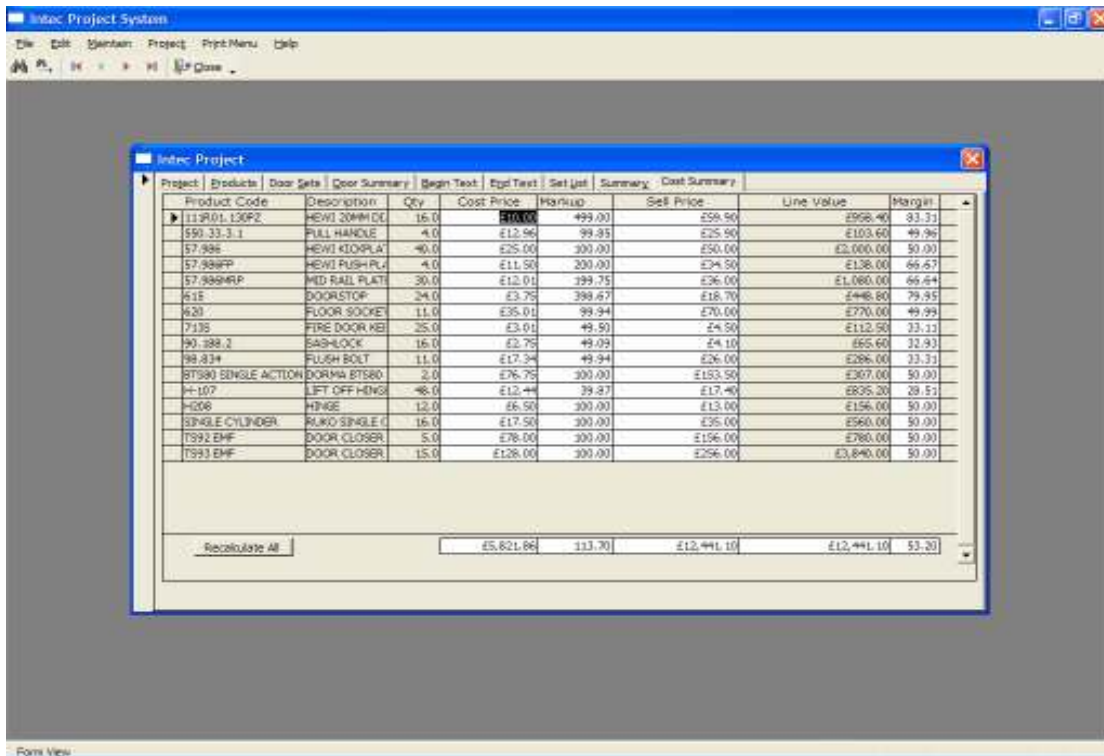 Intec Project System
File Edit Maintain Project Print Menu Help
Close
Intec Project
Project Products Door Sets Door Summary Begin Text End Text Set List Summary Cost Summary
Product Code Description Qty Cost Price Markup Sell Price Line Value Margin
111R01.130PZ HEWI 20MM DE 16.0 £10.00 499.00 £59.90 £958.40 83.31
550.33.3.1 PULL HANDLE 4.0 £12.96 99.85 £25.90 £103.60 49.96
57.986 HEWI KICKPLA 40.0 £25.00 100.00 £50.00 £2,000.00 50.00
57.986FP HEWI PUSH PL 4.0 £11.50 200.00 £34.50 £138.00 66.67
57.986MRP MID RAIL PLAT 30.0 £12.01 199.75 £36.00 £1,080.00 66.64
615 DOORSTOP 24.0 £3.75 398.67 £18.70 £448.80 79.95
620 FLOOR SOCKET 11.0 £35.01 99.94 £70.00 £770.00 49.99
7135 FIRE DOOR KE 25.0 £3.01 49.50 £4.50 £112.50 33.11
90.188.2 SASHLOCK 16.0 £2.75 49.09 £4.10 £65.60 32.93
98.834 FLUSH BOLT 11.0 £17.34 49.94 £26.00 £286.00 33.31
BTS80 SINGLE ACTION DORMA BTS80 2.0 £76.75 100.00 £153.50 £307.00 50.00
H-107 LIFT OFF HING 48.0 £12.44 39.87 £17.40 £835.20 28.51
H208 HINGE 12.0 £6.50 100.00 £13.00 £156.00 50.00
SINGLE CYLINDER RUKO SINGLE C 16.0 £17.50 100.00 £35.00 £560.00 50.00
TS92 EMF DOOR CLOSER 5.0 £78.00 100.00 £156.00 £780.00 50.00
TS93 EMF DOOR CLOSER 15.0 £128.00 100.00 £256.00 £3,840.00 50.00
Recalculate All £5,821.86 113.70 £12,441.10 £12,441.10 53.20
Form View